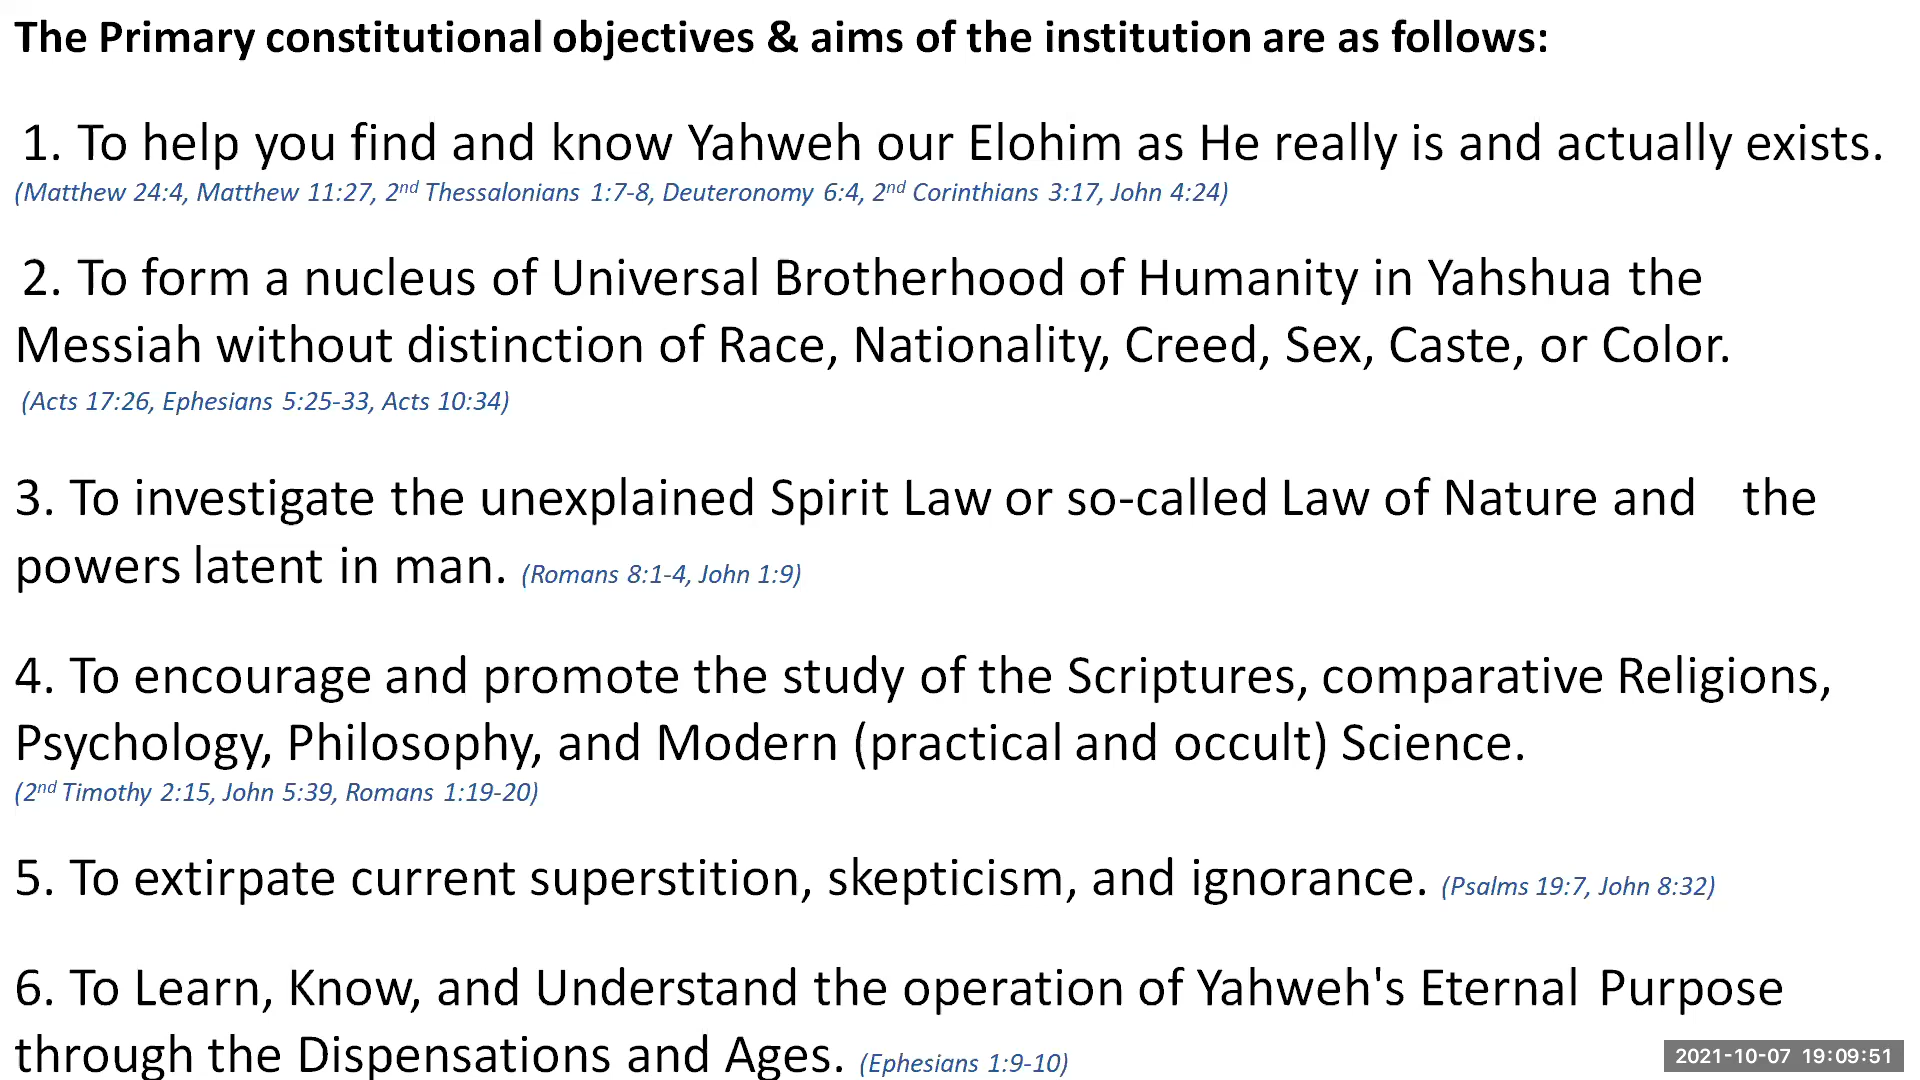 The Primary constitutional objectives & aims of the institution are as follows:
1. To help you find and know Yahweh our Elohim as He really is and actually exists.
(Matthew 24:4, Matthew 11:27, 2nd Thessalonians 1:7-8, Deuteronomy 6:4, 2nd Corinthians 3:17, John 4:24)
2. To form a nucleus of Universal Brotherhood of Humanity in Yahshua the
Messiah without distinction of Race, Nationality, Creed, Sex, Caste, or Color.
(Acts 17:26, Ephesians 5:25-33, Acts 10:34)
3. To investigate the unexplained Spirit Law or so-called Law of Nature and the
powers latent in man. (Romans 8:1-4, John 1:9)
4. To encourage and promote the study of the Scriptures, comparative Religions,
Psychology, Philosophy, and Modern (practical and occult) Science.
(2nd Timothy 2:15, John 5:39, Romans 1:19-20)
5. To extirpate current superstition, skepticism, and ignorance. (Psalms 19:7, John 8:32)
6. To Learn, Know, and Understand the operation of Yahweh's Eternal Purpose
through the Dispensations and Ages. (Ephesians 1:9-10)
2021-10-07 19:09:51